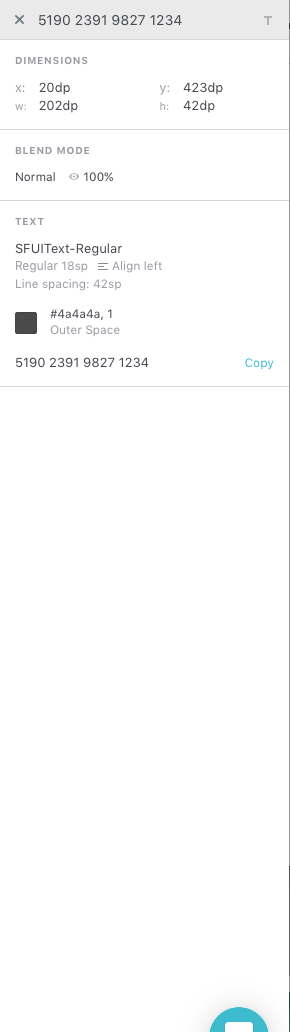 5190 2391 9827 1234 T
DIMENSIONS
x: 20dp y: 423dp
w: 202dp h: 42dp
BLEND MODE
Normal 100%
TEXT
SFUIText-Regular
Regular 18sp Align left
Line spacing: 42sp
#4a4a4a, 1
Outer Space
5190 2391 9827 1234 Copy